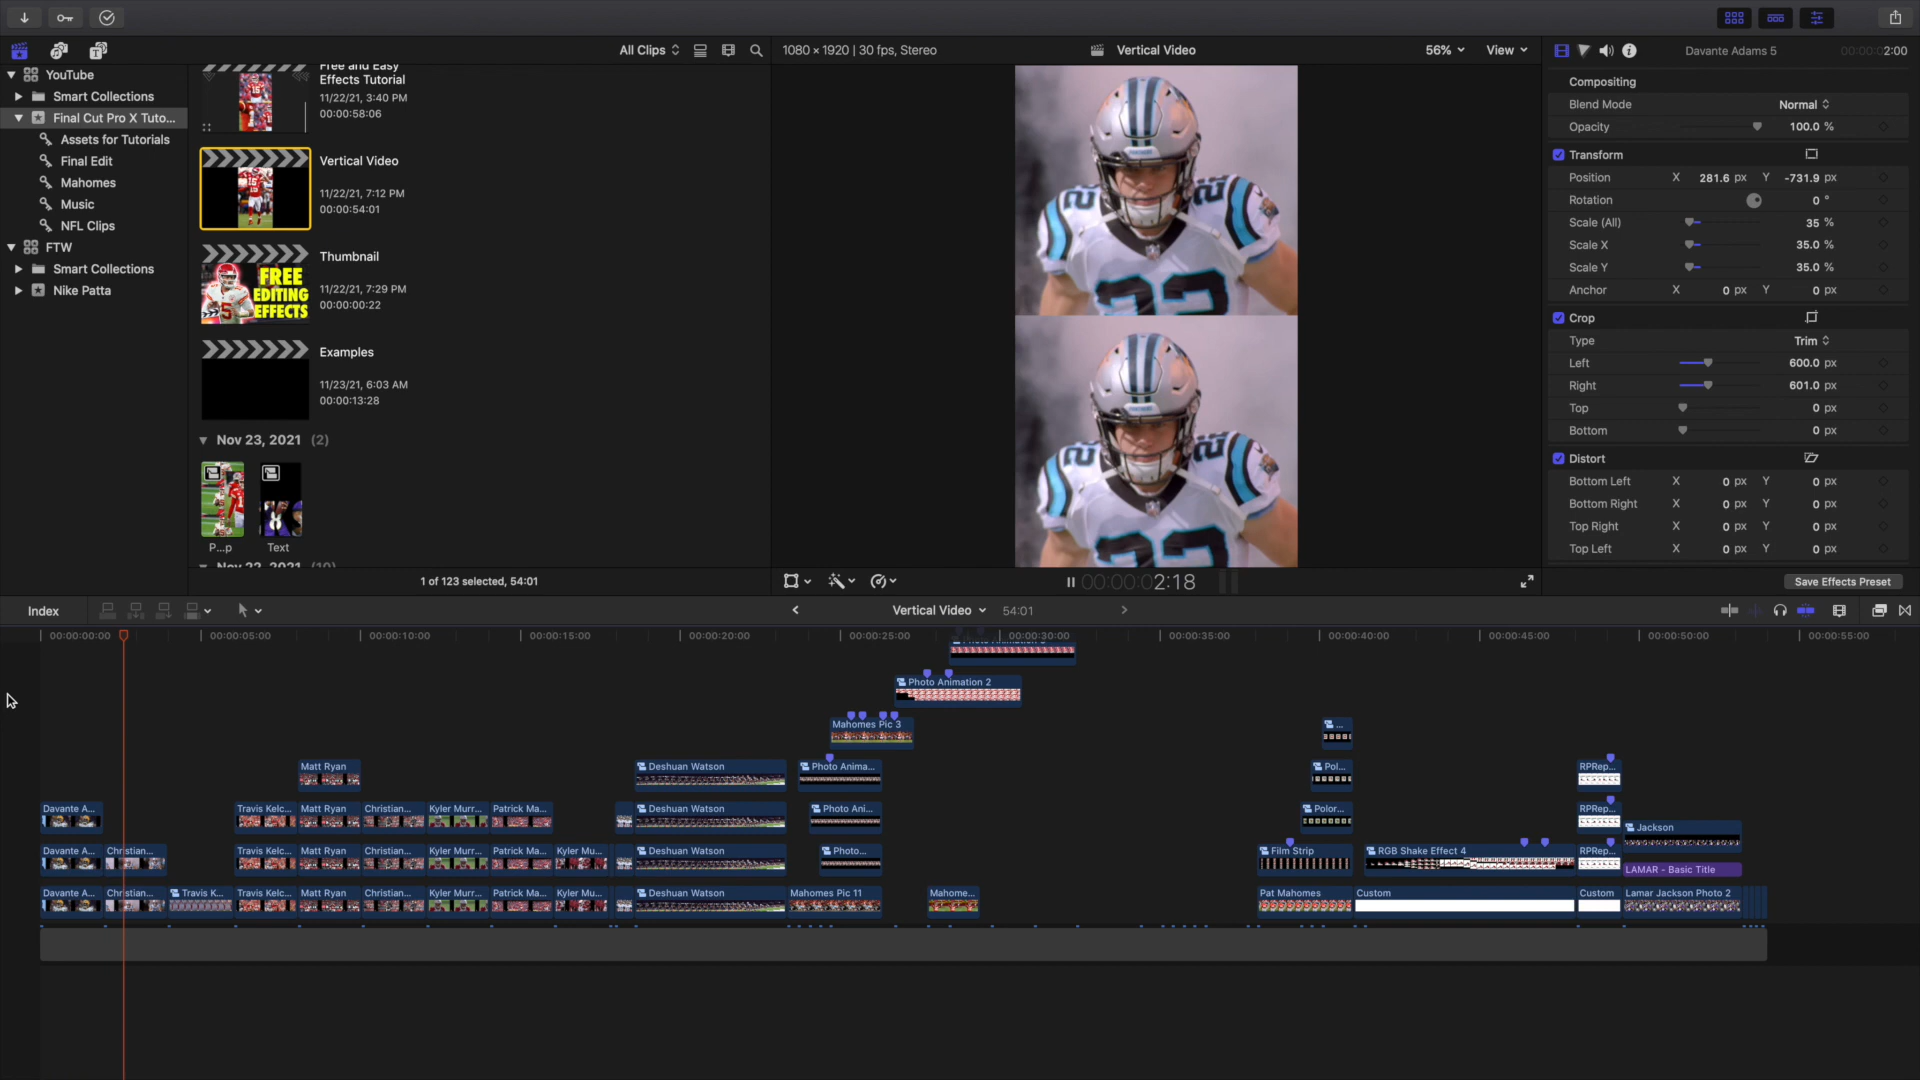 All Clips
1080 × 1920 | 30 fps, Stereo
Vertical Video
56%
View
Davante Adams 5
00:00:02:00
YouTube
Smart Collections
Final Cut Pro X Tuto...
Assets for Tutorials
Final Edit
Mahomes
Music
NFL Clips
FTW
Smart Collections
Nike Patta
Free and Easy
Effects Tutorial
11/22/21, 3:40 PM
00:00:58:06
Vertical Video
11/22/21, 7:12 PM
00:00:54:01
Thumbnail
11/22/21, 7:29 PM
00:00:00:22
FREE
EDITING
EFFECTS
Examples
11/23/21, 6:03 AM
00:00:13:28
Nov 23, 2021 (2)
P...p
Text
Nov 22, 2021 (10)
1 of 123 selected, 54:01
Compositing
Blend Mode Normal
Opacity 100.0 %
Transform
Position X 281.6 px Y -731.9 px
Rotation 0 °
Scale (All) 35 %
Scale X 35.0 %
Scale Y 35.0 %
Anchor X 0 px Y 0 px
Crop
Type Trim
Left 600.0 px
Right 601.0 px
Top 0 px
Bottom 0 px
Distort
Bottom Left X 0 px Y 0 px
Bottom Right X 0 px Y 0 px
Top Right X 0 px Y 0 px
Top Left X 0 px Y 0 px
Save Effects Preset
00:00:02:18
Index
Vertical Video 54:01
00:00:00:00 00:00:05:00 00:00:10:00 00:00:15:00 00:00:20:00 00:00:25:00 00:00:30:00 00:00:35:00 00:00:40:00 00:00:45:00 00:00:50:00 00:00:55:00
Photo Animation 2
Mahomes Pic 3 ...
Matt Ryan Deshuan Watson Photo Anima... Pol... RPRep...
Davante A... Travis Kelc... Matt Ryan Christian... Kyler Murr... Patrick Ma... Deshuan Watson Photo Ani... Polor... RPRep...
Jackson
Davante A... Christian... Travis Kelc... Matt Ryan Christian... Kyler Murr... Patrick Ma... Kyler Mu... Deshuan Watson Photo... Film Strip RGB Shake Effect 4 RPRep...
LAMAR - Basic Title
Davante A... Christian... Travis K... Travis Kelc... Matt Ryan Christian... Kyler Murr... Patrick Ma... Kyler Mu... Deshuan Watson Mahomes Pic 11 Mahome... Pat Mahomes Custom Custom Lamar Jackson Photo 2